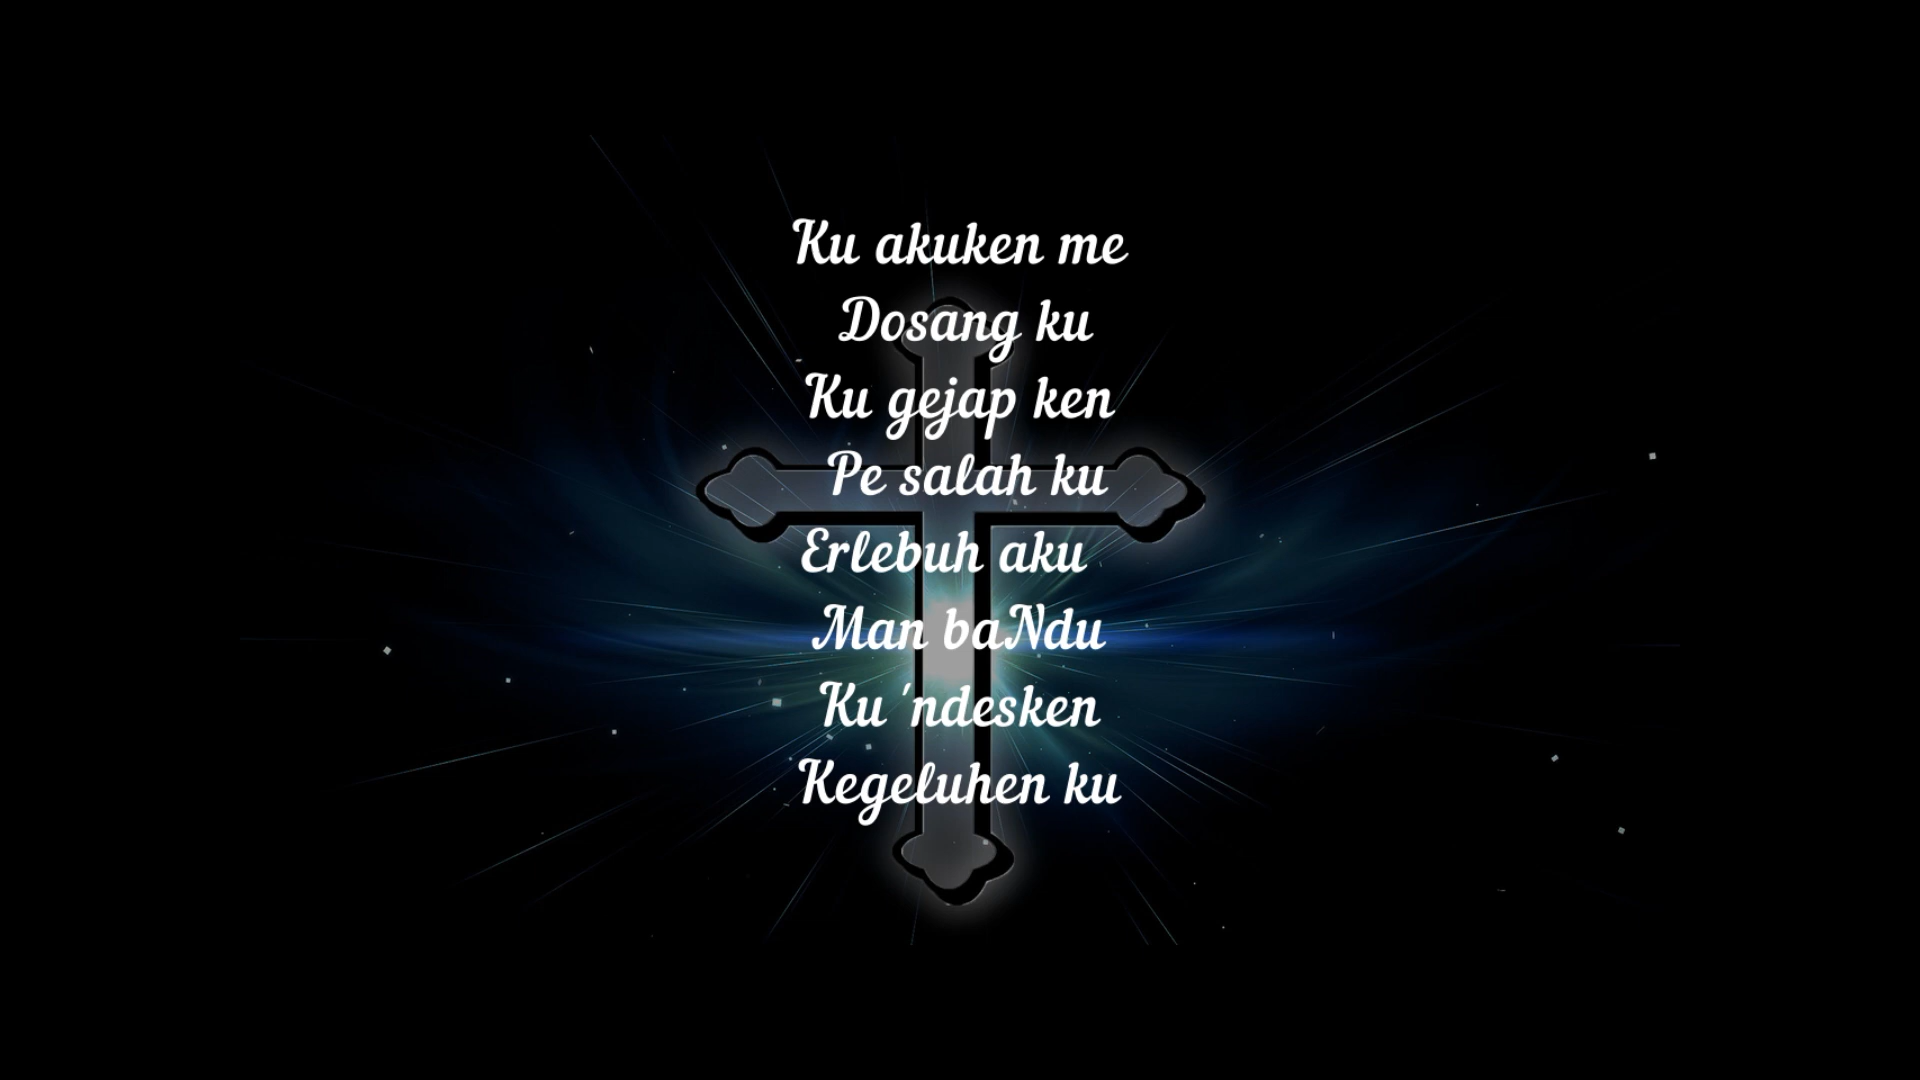 Ku akuken me
Dosang ku
Ku gejap ken
Pe salah ku
Erlebuh aku
Man baNdu
Ku 'ndesken
Kegeluhen ku